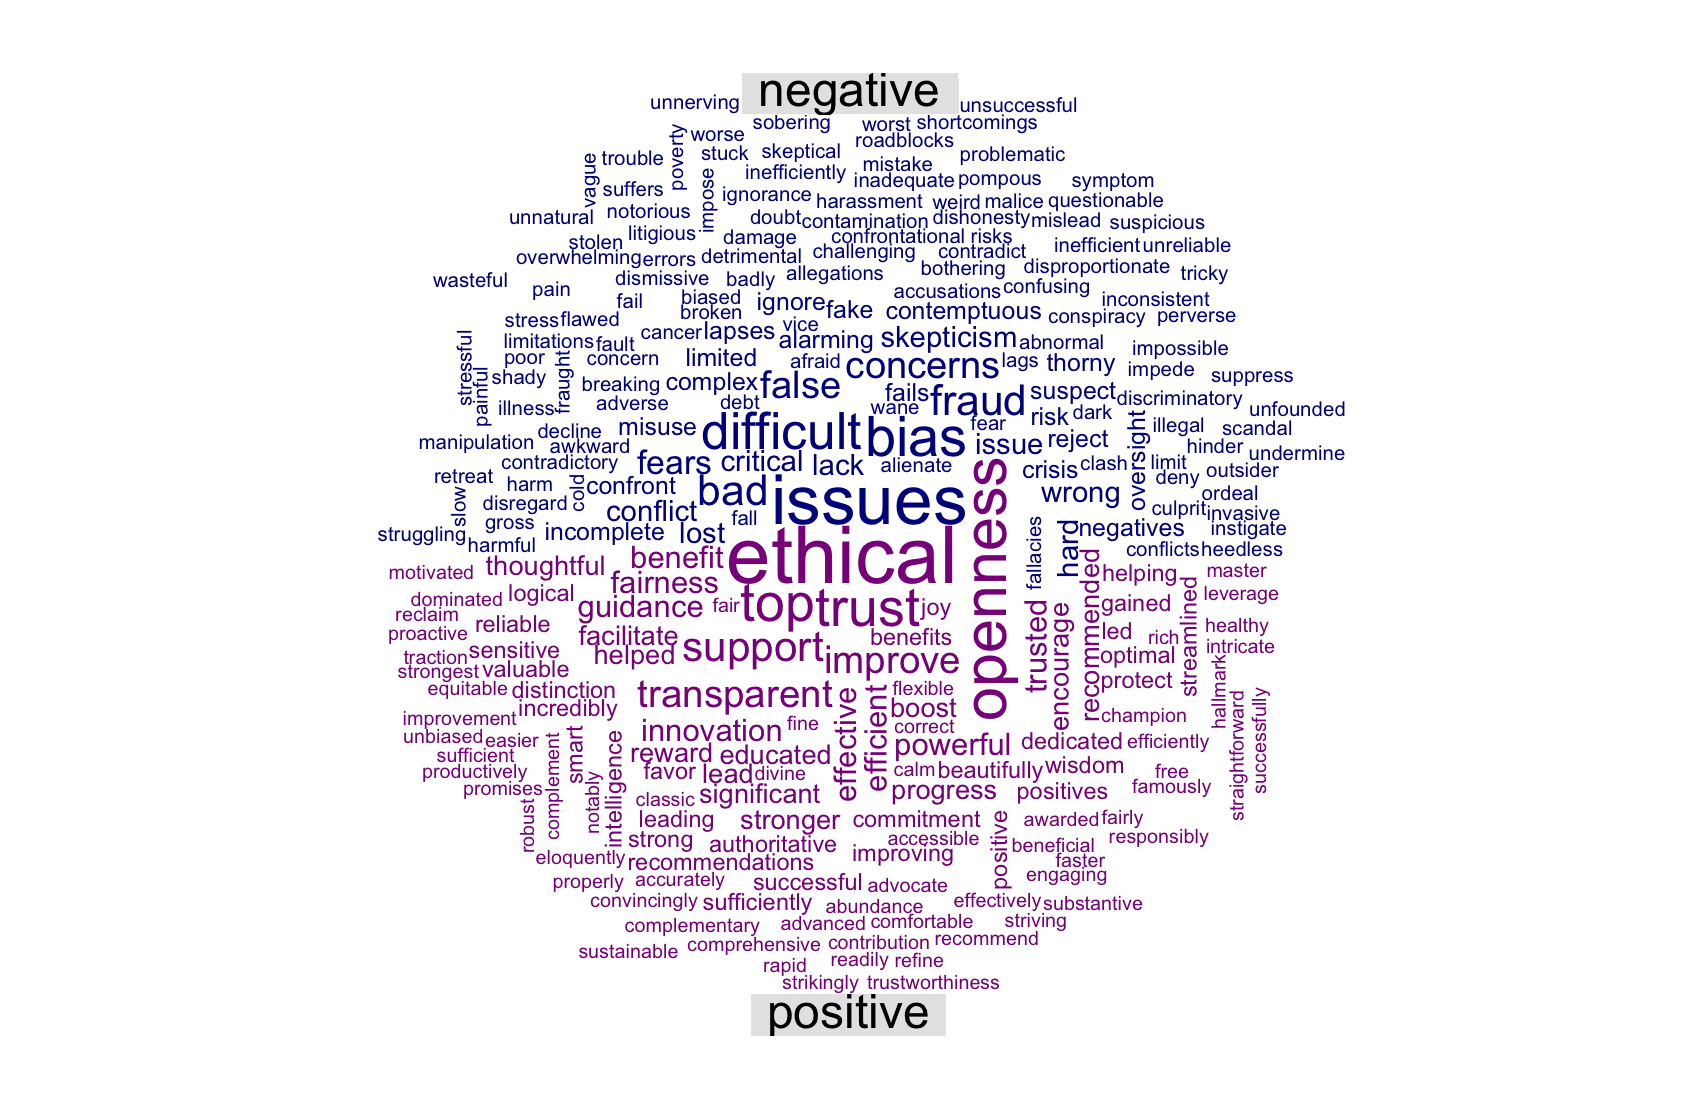 negative
unnerving unsuccessful
sobering worst shortcomings
poverty worse roadblocks
vague trouble stuck skeptical mistake problematic
suffers impose inefficiently inadequate pompous symptom
ignorance harassment weird malice questionable
unnatural notorious doubt contamination dishonesty mislead suspicious
stolen litigious damage confrontational risks inefficient unreliable
overwhelming errors detrimental challenging contradict
wasteful dismissive badly allegations bothering disproportionate tricky
pain fail biased ignore fake accusations confusing inconsistent
stress flawed broken vice contemptuous conspiracy perverse
stressful limitations fault cancer lapses alarming skepticism abnormal impossible
poor concern limited afraid concerns lags thorny impede
painful shady fraught breaking complex false fails fraud suspect suppress
illness adverse debt wane risk dark discriminatory unfounded
manipulation decline awkward misuse difficult bias fear issue reject oversight illegal scandal
contradictory fears critical lack alienate crisis clash limit hinder undermine
retreat harm cold confront bad issues wrong deny outsider
slow disregard conflict fall ordeal
struggling gross incomplete lost fallacies hard negatives culprit invasive instigate
harmful conflicts heedless
motivated thoughtful benefit ethical openness helping master
dominated logical fairness gained leverage
reclaim guidance fair top trust joy trusted encourage recommended streamlined
proactive reliable facilitate support benefits led rich healthy
traction sensitive helped improve optimal intricate
strongest valuable
equitable distinction transparent effective efficient flexible protect hallmark
improvement incredibly innovation fine boost champion straightforward successfully
unbiased easier smart correct
sufficient intelligence reward educated powerful dedicated efficiently
productively complement notably favor lead divine calm beautifully wisdom free
promises classic significant progress positives famously
robust leading stronger commitment positive awarded fairly
strong authoritative accessible beneficial responsibly
eloquently recommendations improving faster
properly accurately successful advocate engaging
convincingly sufficiently abundance effectively substantive
complementary advanced comfortable striving
sustainable comprehensive contribution recommend
rapid readily refine
strikingly trustworthiness
positive